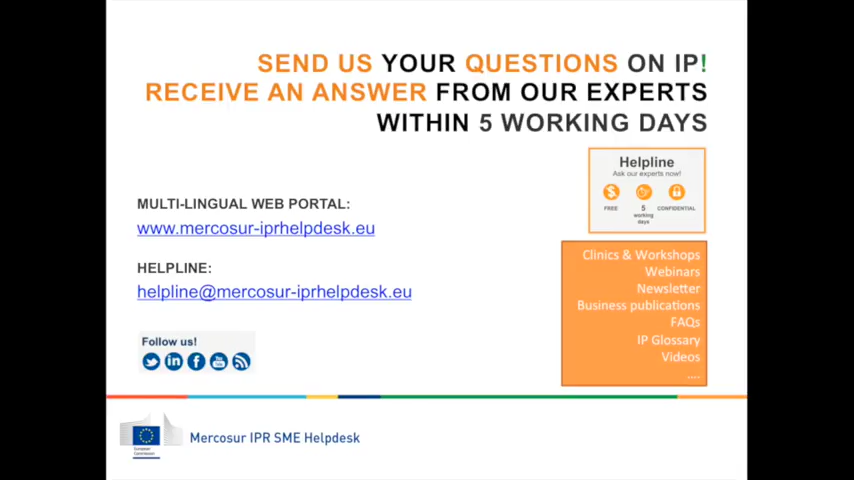 SEND US YOUR QUESTIONS ON IP!
RECEIVE AN ANSWER FROM OUR EXPERTS
WITHIN 5 WORKING DAYS
Helpline
Ask our experts now!
$
FREE
5
working
days
CONFIDENTIAL
MULTI-LINGUAL WEB PORTAL:
www.mercosur-iprhelpdesk.eu
HELPLINE:
helpline@mercosur-iprhelpdesk.eu
Clinics & Workshops
Webinars
Newsletter
Business publications
FAQs
IP Glossary
Videos
....
Follow us!
in
f
You
Tube
European
Commission
Mercosur IPR SME Helpdesk